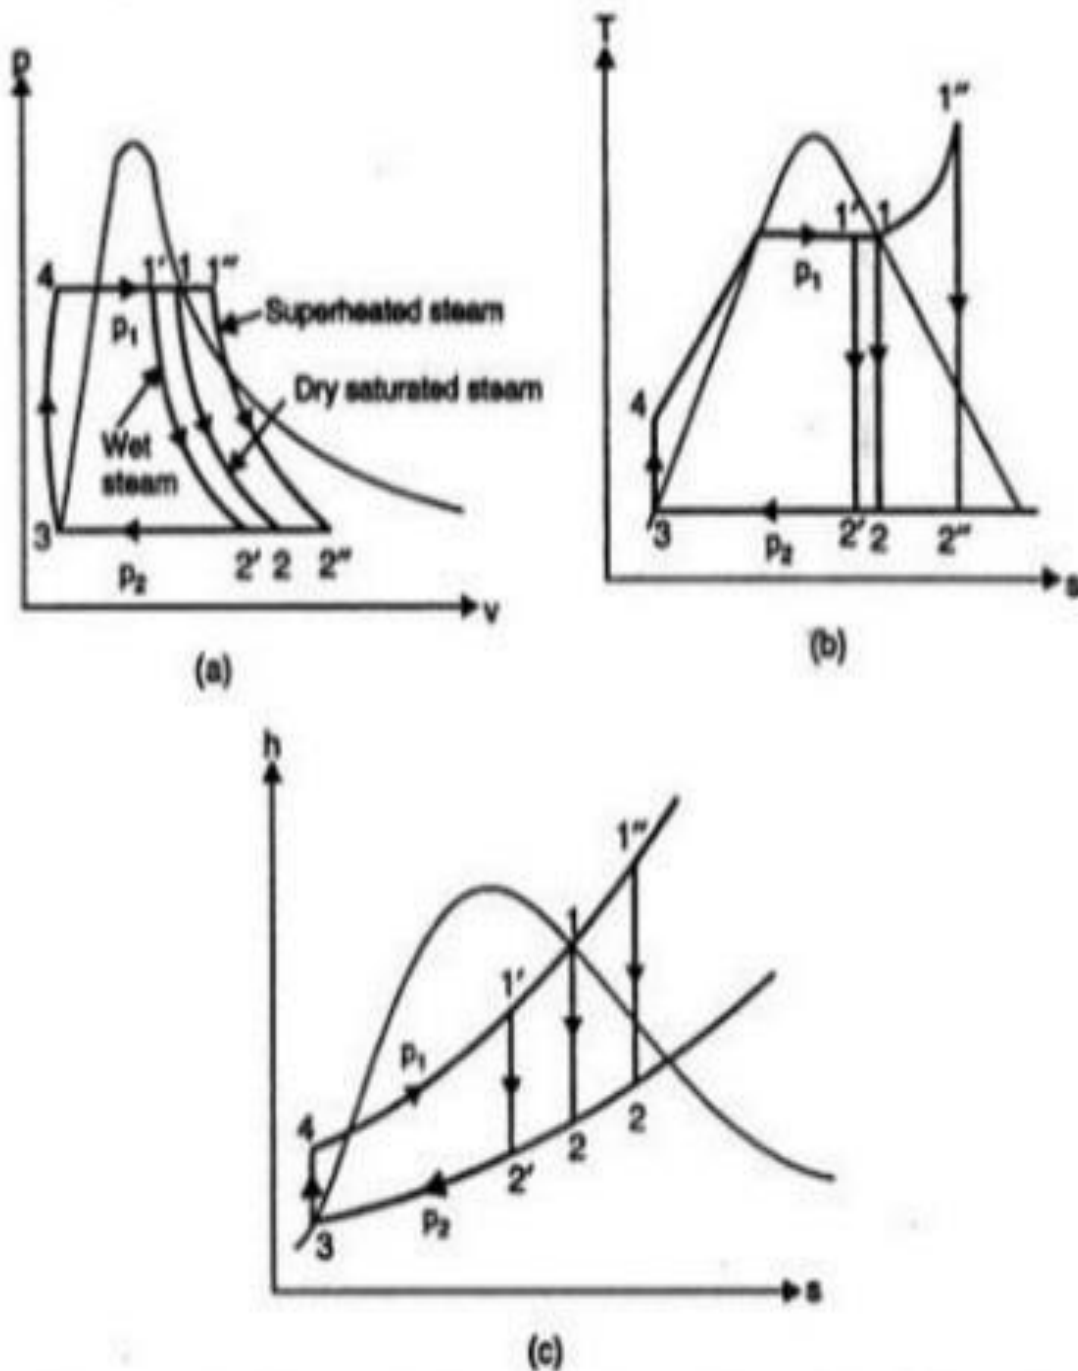 p
4
1′ 1 1″
p₁
Superheated steam
Dry saturated steam
Wet
steam
3
p₂
2′ 2 2″
v
(a)
T
1″
1′ 1
p₁
4
3
p₂
2′ 2 2″
s
(b)
h
1″
1
1′
p₁
4
2
2
2′
p₂
3
s
(c)